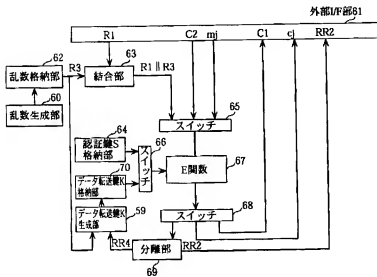 外部I/F部61
R1 C2 mj C1 cj RR2
62
乱数格納部
R3
63
結合部
R1 ‖ R3
60
乱数生成部
65
スイッチ
64
認証鍵S格納部
66
スイッチ
E関数
67
70
データ転送鍵K格納部
データ転送鍵K生成部
59
スイッチ
68
RR4
分離部
RR2
69